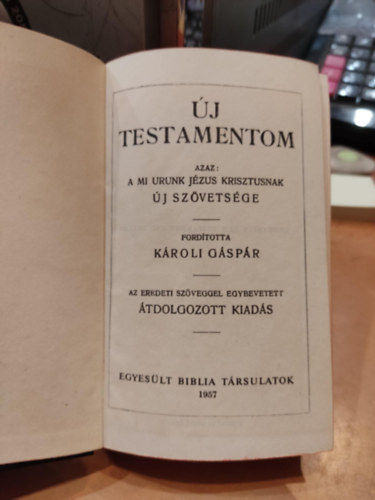 ÚJ
TESTAMENTOM
AZAZ:
A MI URUNK JÉZUS KRISZTUSNAK
ÚJ SZÖVETSÉGE
FORDÍTOTTA
KÁROLI GÁSPÁR
AZ EREDETI SZÖVEGGEL EGYBEVETETT
ÁTDOLGOZOTT KIADÁS
EGYESÜLT BIBLIA TÁRSULATOK
1957